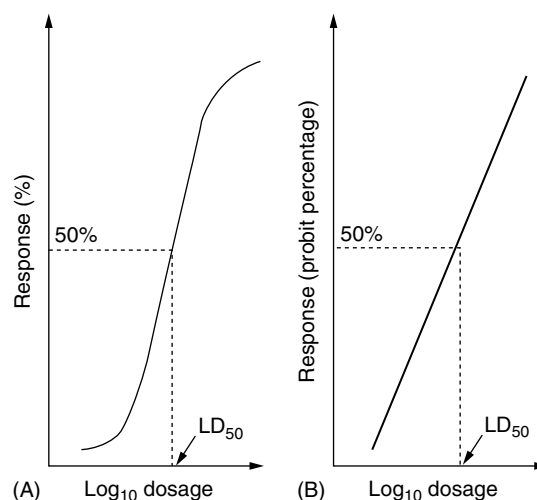 Response (%)
50%
LD50
(A)
Log10 dosage
Response (probit percentage)
50%
LD50
(B)
Log10 dosage